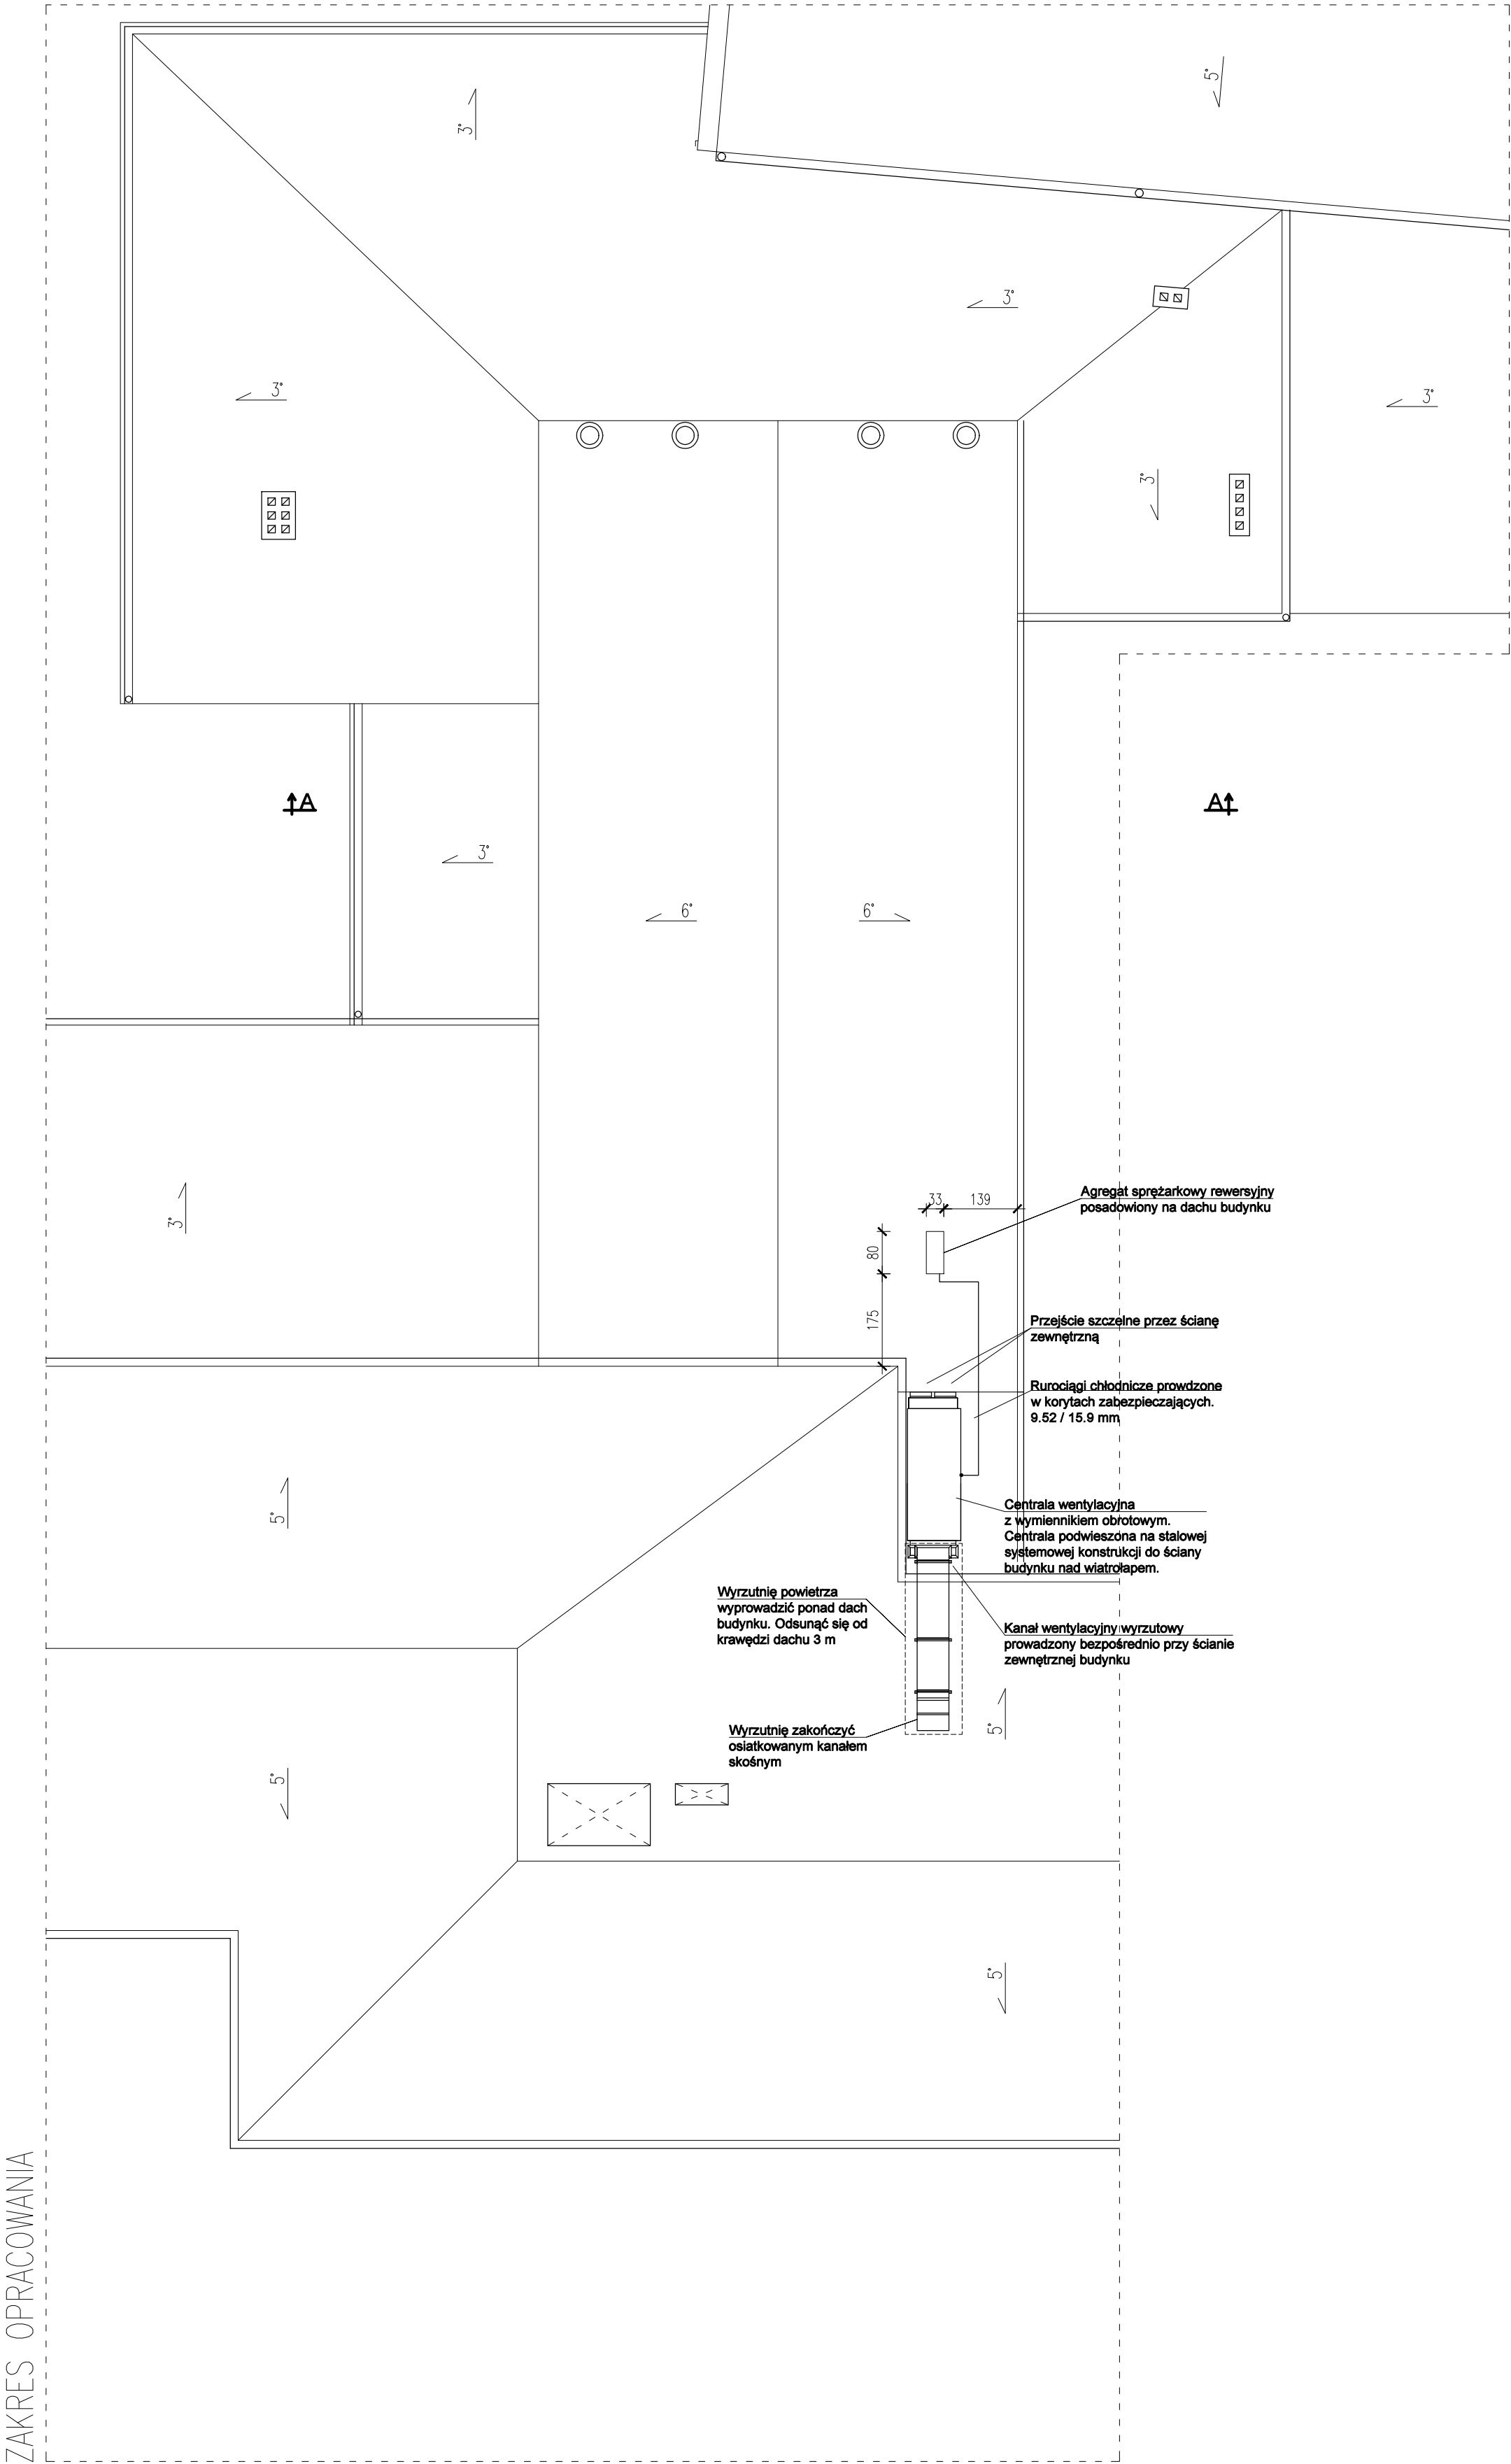 5°
3°
3°
3°
3°
3°
A
A
3°
6°
6°
3°
33
139
80
175
Agregat sprężarkowy rewersyjny
posadowiony na dachu budynku
Przejście szczelne przez ścianę
zewnętrzną
Rurociągi chłodnicze prowdzone
w korytach zabezpieczających.
9.52 / 15.9 mm
5°
Centrala wentylacyjna
z wymiennikiem obrotowym.
Centrala podwieszona na stalowej
systemowej konstrukcji do ściany
budynku nad wiatrołapem.
Wyrzutnię powietrza
wyprowadzić ponad dach
budynku. Odsunąć się od
krawędzi dachu 3 m
Kanał wentylacyjny wyrzutowy
prowadzony bezpośrednio przy ścianie
zewnętrznej budynku
5°
Wyrzutnię zakończyć
osiatkowanym kanałem
skośnym
5°
5°
ZAKRES OPRACOWANIA